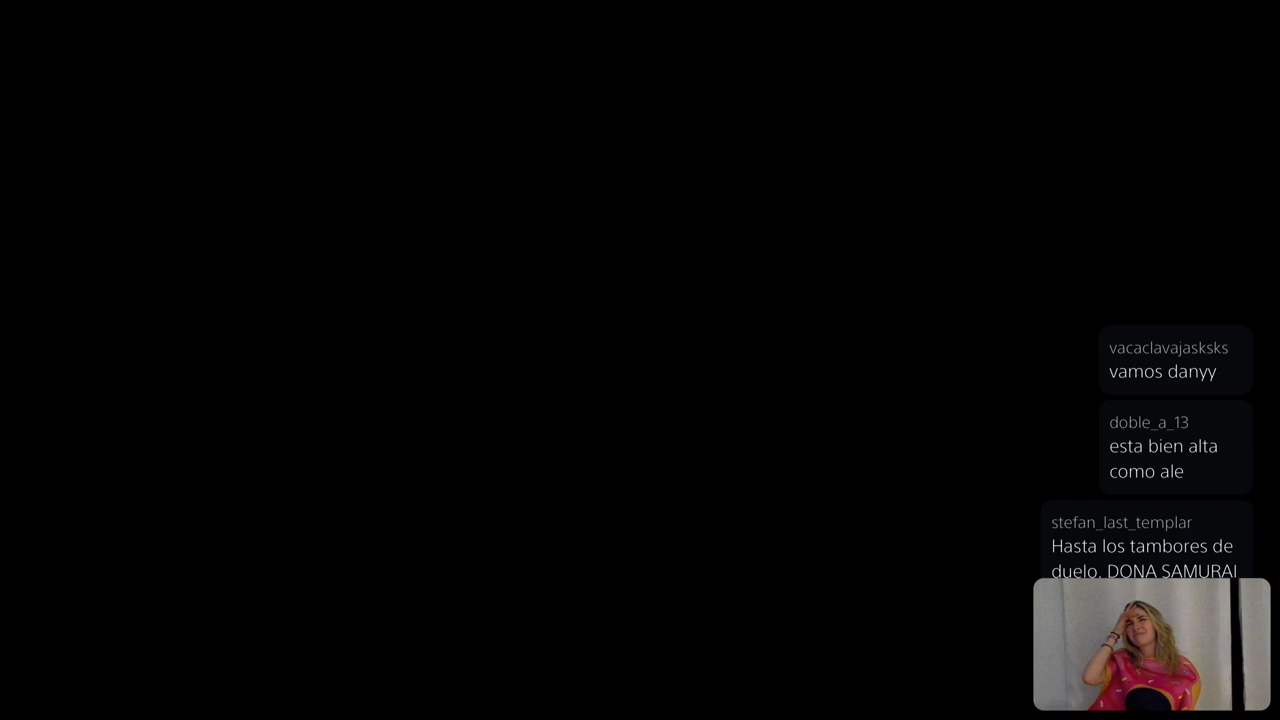 vacaclavajasksks
vamos danyy
doble_a_13
esta bien alta
como ale
stefan_last_templar
Hasta los tambores de
duelo. DONA SAMURAI